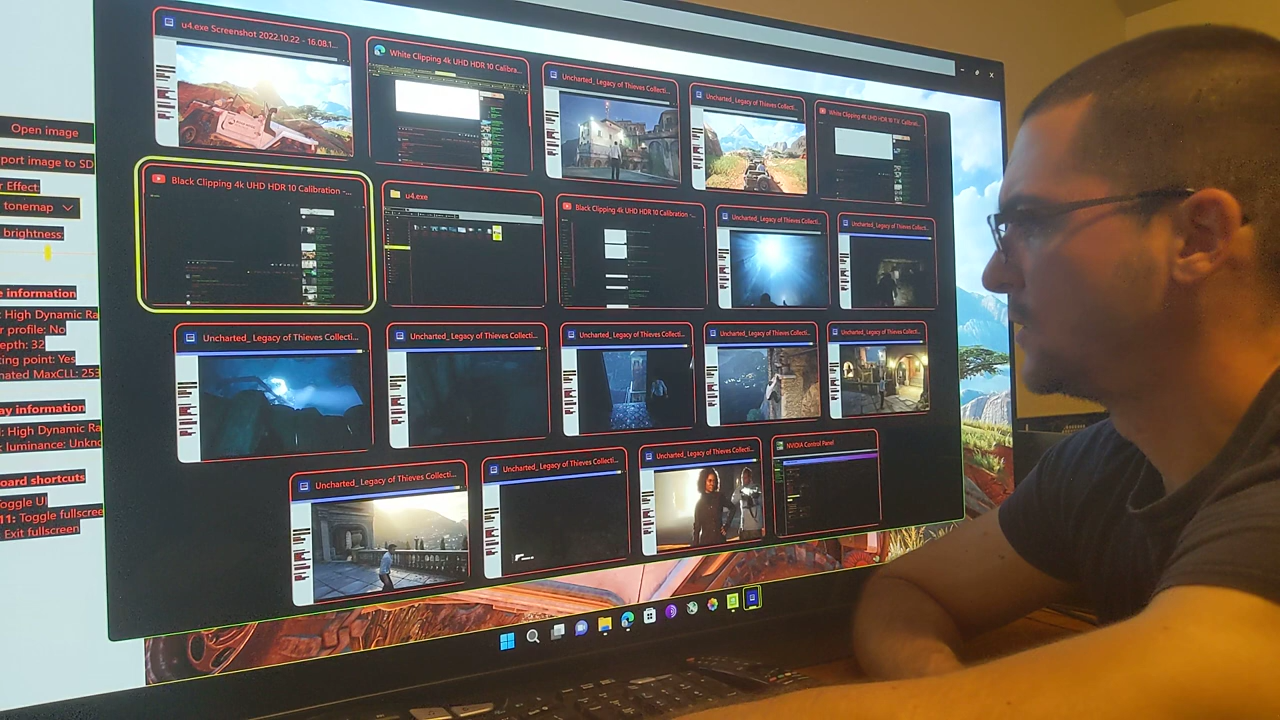 Open image
port image to SD
r Effect:
tonemap
brightness:
e information
: High Dynamic Ra
r profile: No
epth: 32
ting point: Yes
nated MaxCLL: 253
ay information
: High Dynamic Ra
k luminance: Unkno
oard shortcuts
Toggle UI
11: Toggle fullscree
: Exit fullscreen
u4.exe Screenshot 2022.10.22 - 16.08.1...
White Clipping 4k UHD HDR 10 Calibra...
Uncharted_ Legacy of Thieves Collecti...
Uncharted_ Legacy of Thieves Collecti...
White Clipping 4k UHD HDR 10 Calibrat...
Black Clipping 4k UHD HDR 10 Calibration -...
u4.exe
Black Clipping 4k UHD HDR 10 Calibration -...
Uncharted_ Legacy of Thieves Collecti...
Uncharted_ Legacy of Thieves Collecti...
Uncharted_ Legacy of Thieves Collecti...
Uncharted_ Legacy of Thieves Collecti...
Uncharted_ Legacy of Thieves Collecti...
Uncharted_ Legacy of Thieves Collecti...
Uncharted_ Legacy of Thieves Collecti...
Uncharted_ Legacy of Thieves Collecti...
Uncharted_ Legacy of Thieves Collecti...
Uncharted_ Legacy of Thieves Collecti...
NVIDIA Control Panel